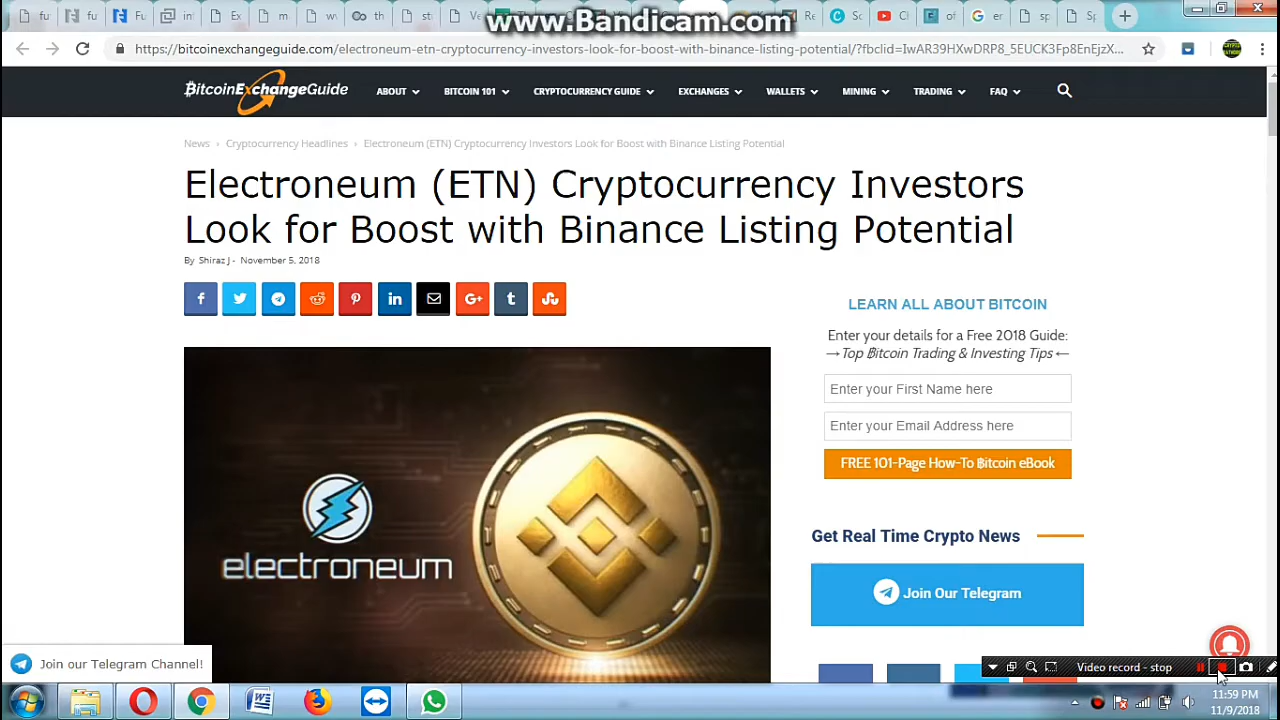 www.Bandicam.com
https://bitcoinexchangeguide.com/electroneum-etn-cryptocurrency-investors-look-for-boost-with-binance-listing-potential/?fbclid=IwAR39HXwDRP8_5EUCK3Fp8EnEjzX...
BitcoinExchangeGuide
ABOUT BITCOIN 101 CRYPTOCURRENCY GUIDE EXCHANGES WALLETS MINING TRADING FAQ
News Cryptocurrency Headlines Electroneum (ETN) Cryptocurrency Investors Look for Boost with Binance Listing Potential
Electroneum (ETN) Cryptocurrency Investors
Look for Boost with Binance Listing Potential
By Shiraz J - November 5, 2018
LEARN ALL ABOUT BITCOIN
Enter your details for a Free 2018 Guide:
→Top ₿itcoin Trading & Investing Tips←
Enter your First Name here
Enter your Email Address here
FREE 101-Page How-To ₿itcoin eBook
electroneum
Get Real Time Crypto News
Join Our Telegram
Join our Telegram Channel!
Video record - stop
11:59 PM
11/9/2018